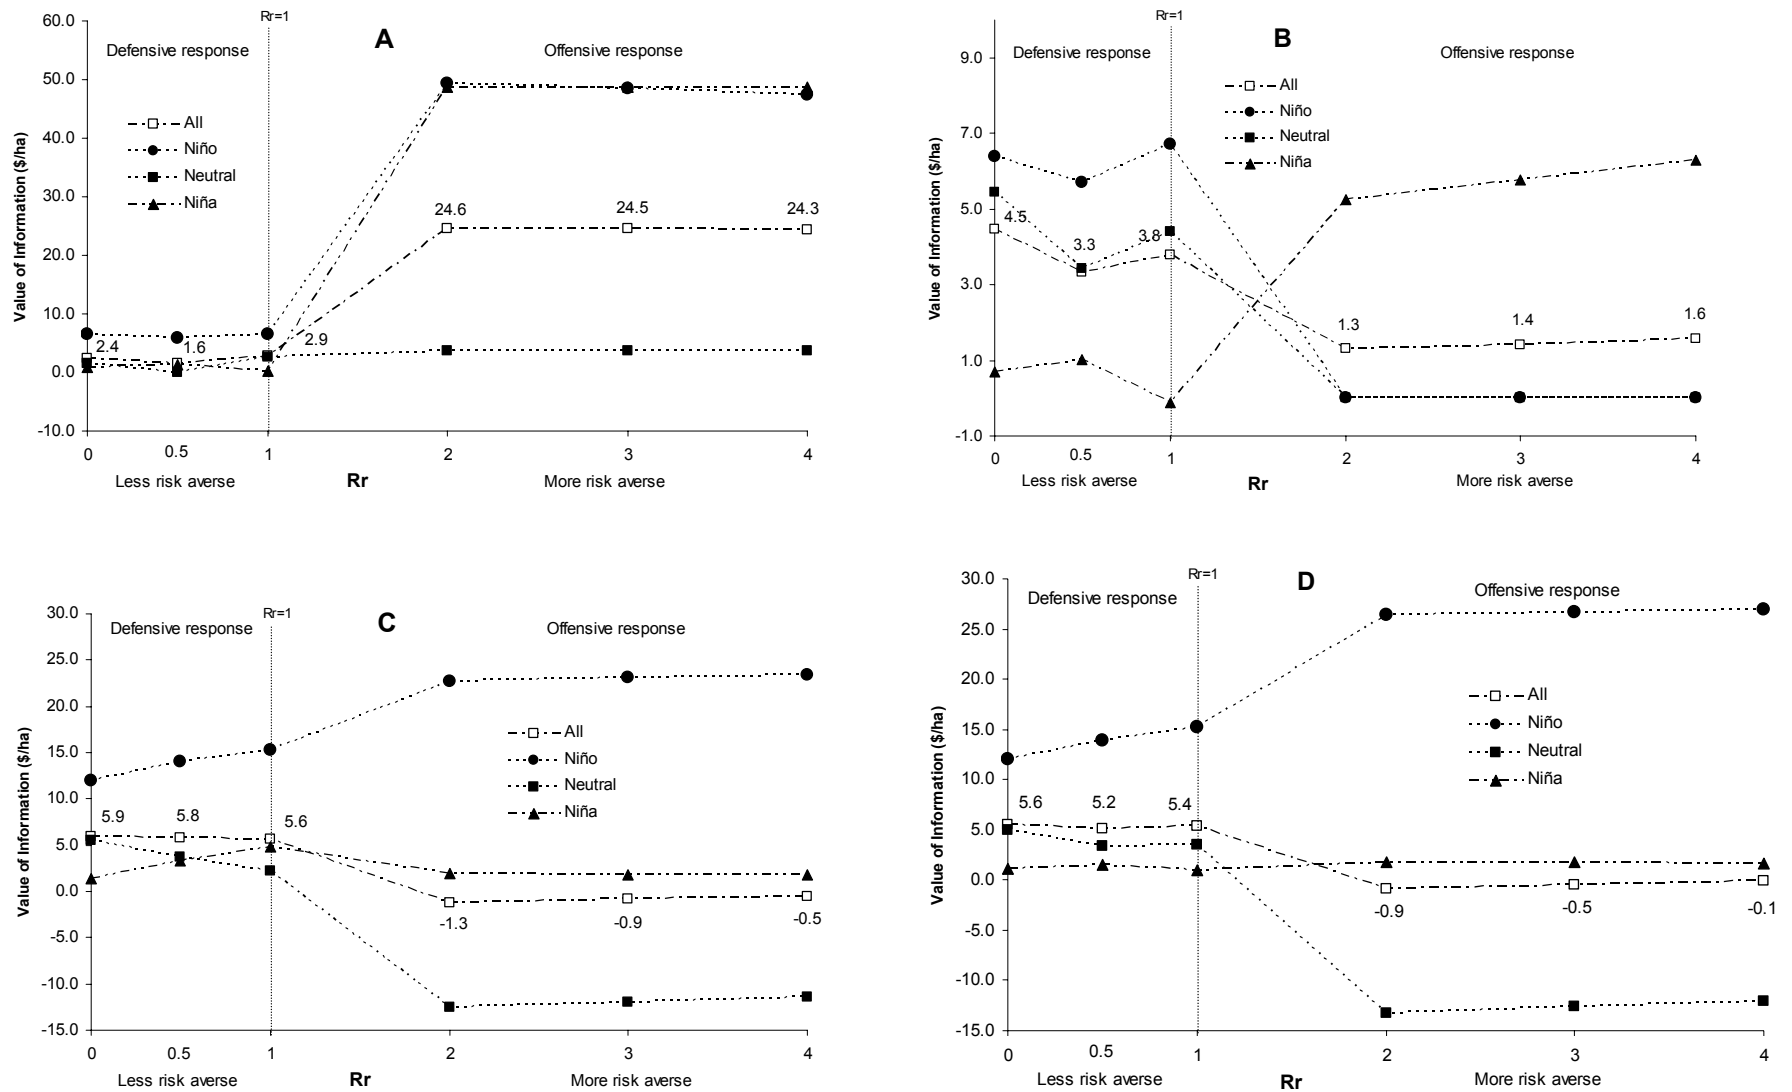 Rr=1
60.0
A
Defensive response
Offensive response
50.0
40.0
30.0
20.0
10.0
0.0
-10.0
Value of Information ($/ha)
All
Niño
Neutral
Niña
2.4
1.6
2.9
24.6
24.5
24.3
0
0.5
1
2
3
4
Less risk averse
Rr
More risk averse
Rr=1
B
Defensive response
Offensive response
9.0
7.0
5.0
3.0
1.0
-1.0
Value of Information ($/ha)
All
Niño
Neutral
Niña
4.5
3.3
3.8
1.3
1.4
1.6
0
0.5
1
2
3
4
Less risk averse
Rr
More risk averse
Rr=1
30.0
C
Defensive response
Offensive response
25.0
20.0
15.0
10.0
5.0
0.0
-5.0
-10.0
-15.0
Value of Information ($/ha)
All
Niño
Neutral
Niña
5.9
5.8
5.6
-1.3
-0.9
-0.5
0
0.5
1
2
3
4
Less risk averse
Rr
More risk averse
Rr=1
30.0
D
Defensive response
Offensive response
25.0
20.0
15.0
10.0
5.0
0.0
-5.0
-10.0
-15.0
Value of Information ($/ha)
All
Niño
Neutral
Niña
5.6
5.2
5.4
-0.9
-0.5
-0.1
0
0.5
1
2
3
4
Less risk averse
Rr
More risk averse